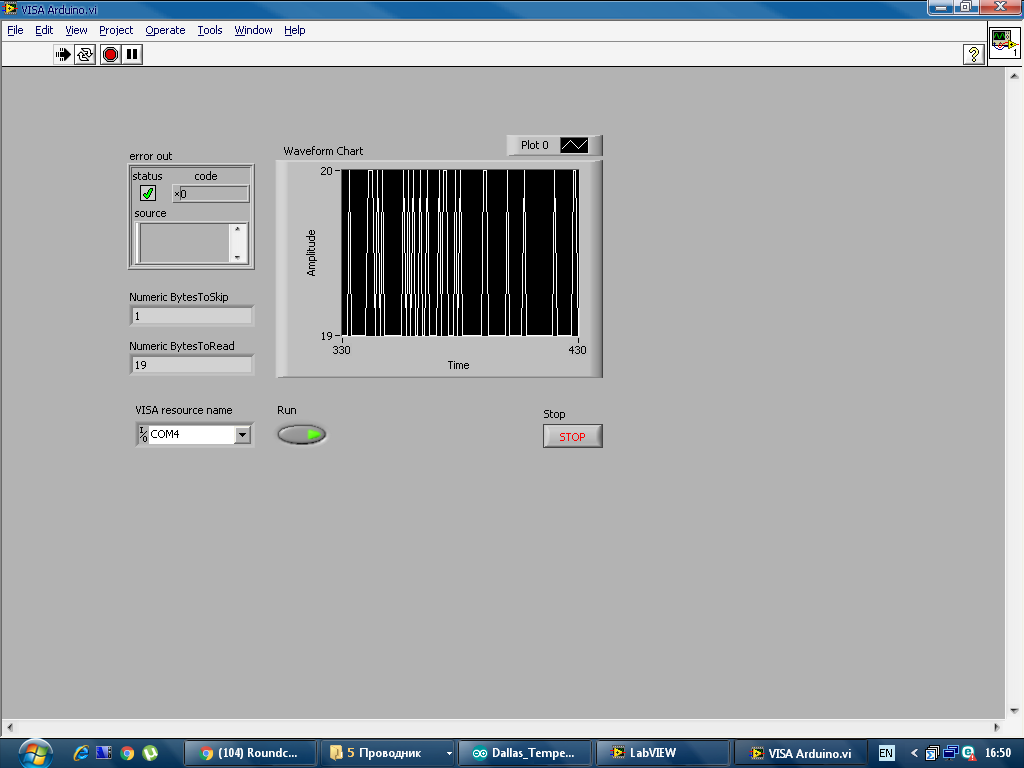 VISA Arduino.vi
File Edit View Project Operate Tools Window Help
?
1
error out
status code
×0
source
Waveform Chart
Plot 0
20
Amplitude
19
330 430
Time
Numeric BytesToSkip
1
Numeric BytesToRead
19
VISA resource name
I/O COM4
Run
Stop
STOP
(104) Roundc...
5 Проводник
Dallas_Tempe...
LabVIEW
VISA Arduino.vi
EN
16:50